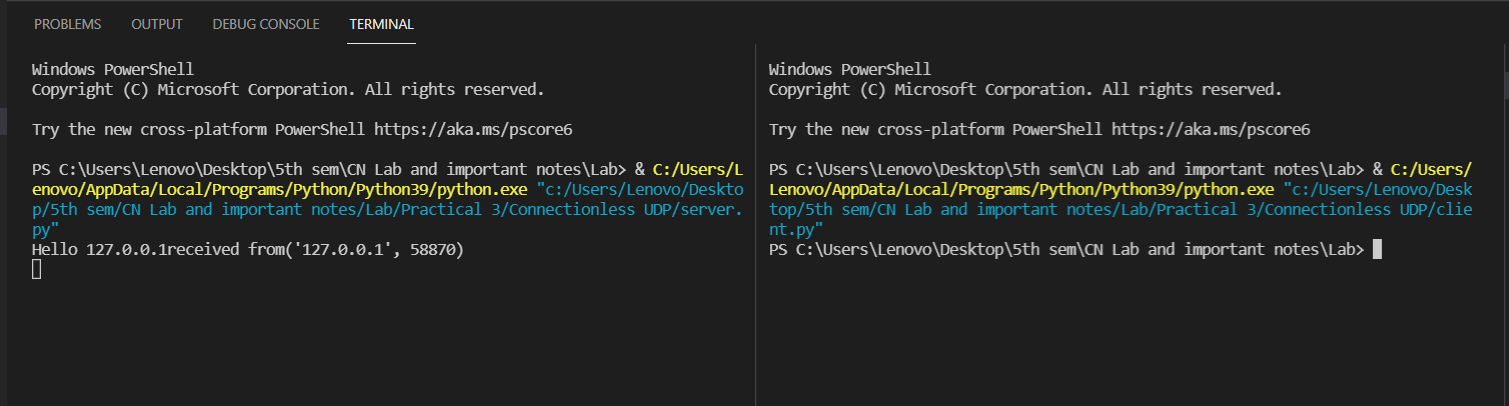 PROBLEMS OUTPUT DEBUG CONSOLE TERMINAL
Windows PowerShell
Copyright (C) Microsoft Corporation. All rights reserved.
Try the new cross-platform PowerShell https://aka.ms/pscore6
PS C:\Users\Lenovo\Desktop\5th sem\CN Lab and important notes\Lab> & C:/Users/L
enovo/AppData/Local/Programs/Python/Python39/python.exe "c:/Users/Lenovo/Deskto
p/5th sem/CN Lab and important notes/Lab/Practical 3/Connectionless UDP/server.
py"
Hello 127.0.0.1received from('127.0.0.1', 58870)
Windows PowerShell
Copyright (C) Microsoft Corporation. All rights reserved.
Try the new cross-platform PowerShell https://aka.ms/pscore6
PS C:\Users\Lenovo\Desktop\5th sem\CN Lab and important notes\Lab> & C:/Users/
Lenovo/AppData/Local/Programs/Python/Python39/python.exe "c:/Users/Lenovo/Desk
top/5th sem/CN Lab and important notes/Lab/Practical 3/Connectionless UDP/clie
nt.py"
PS C:\Users\Lenovo\Desktop\5th sem\CN Lab and important notes\Lab>